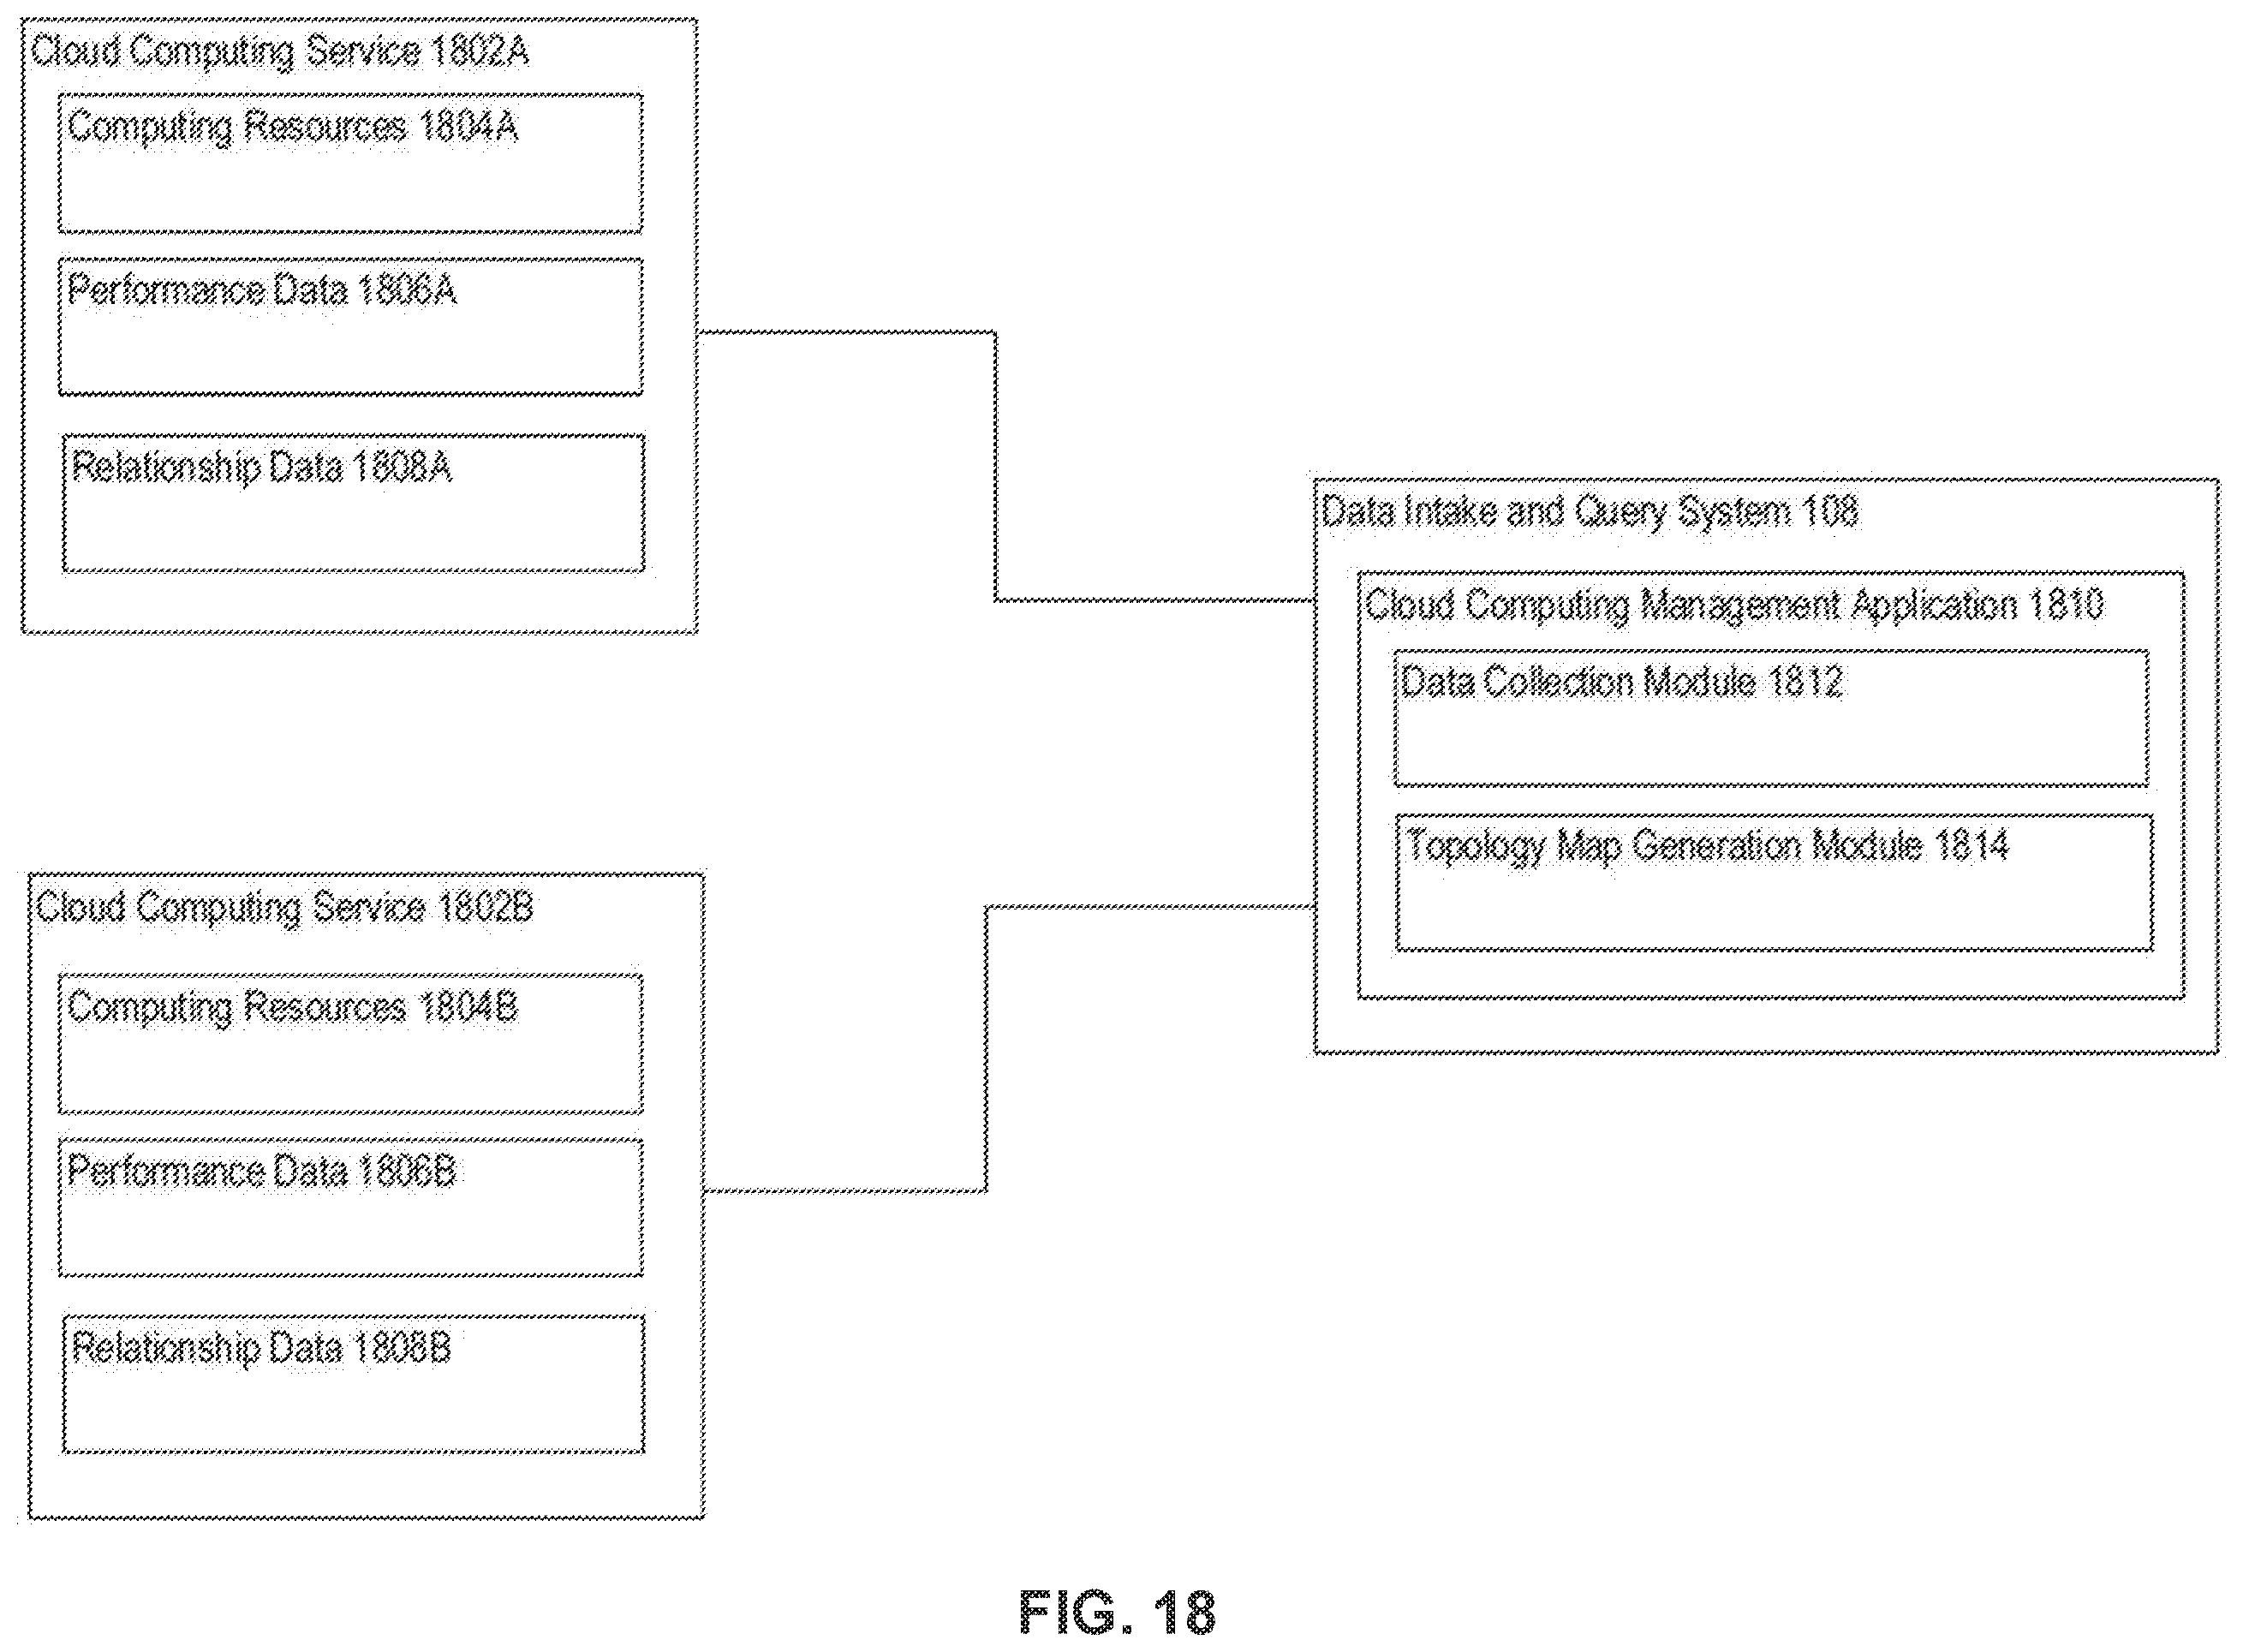 Cloud Computing Service 1802A
Computing Resources 1804A
Performance Data 1806A
Relationship Data 1808A
Data Intake and Query System 108
Cloud Computing Management Application 1810
Data Collection Module 1812
Topology Map Generation Module 1814
Cloud Computing Service 1802B
Computing Resources 1804B
Performance Data 1806B
Relationship Data 1808B
FIG. 18